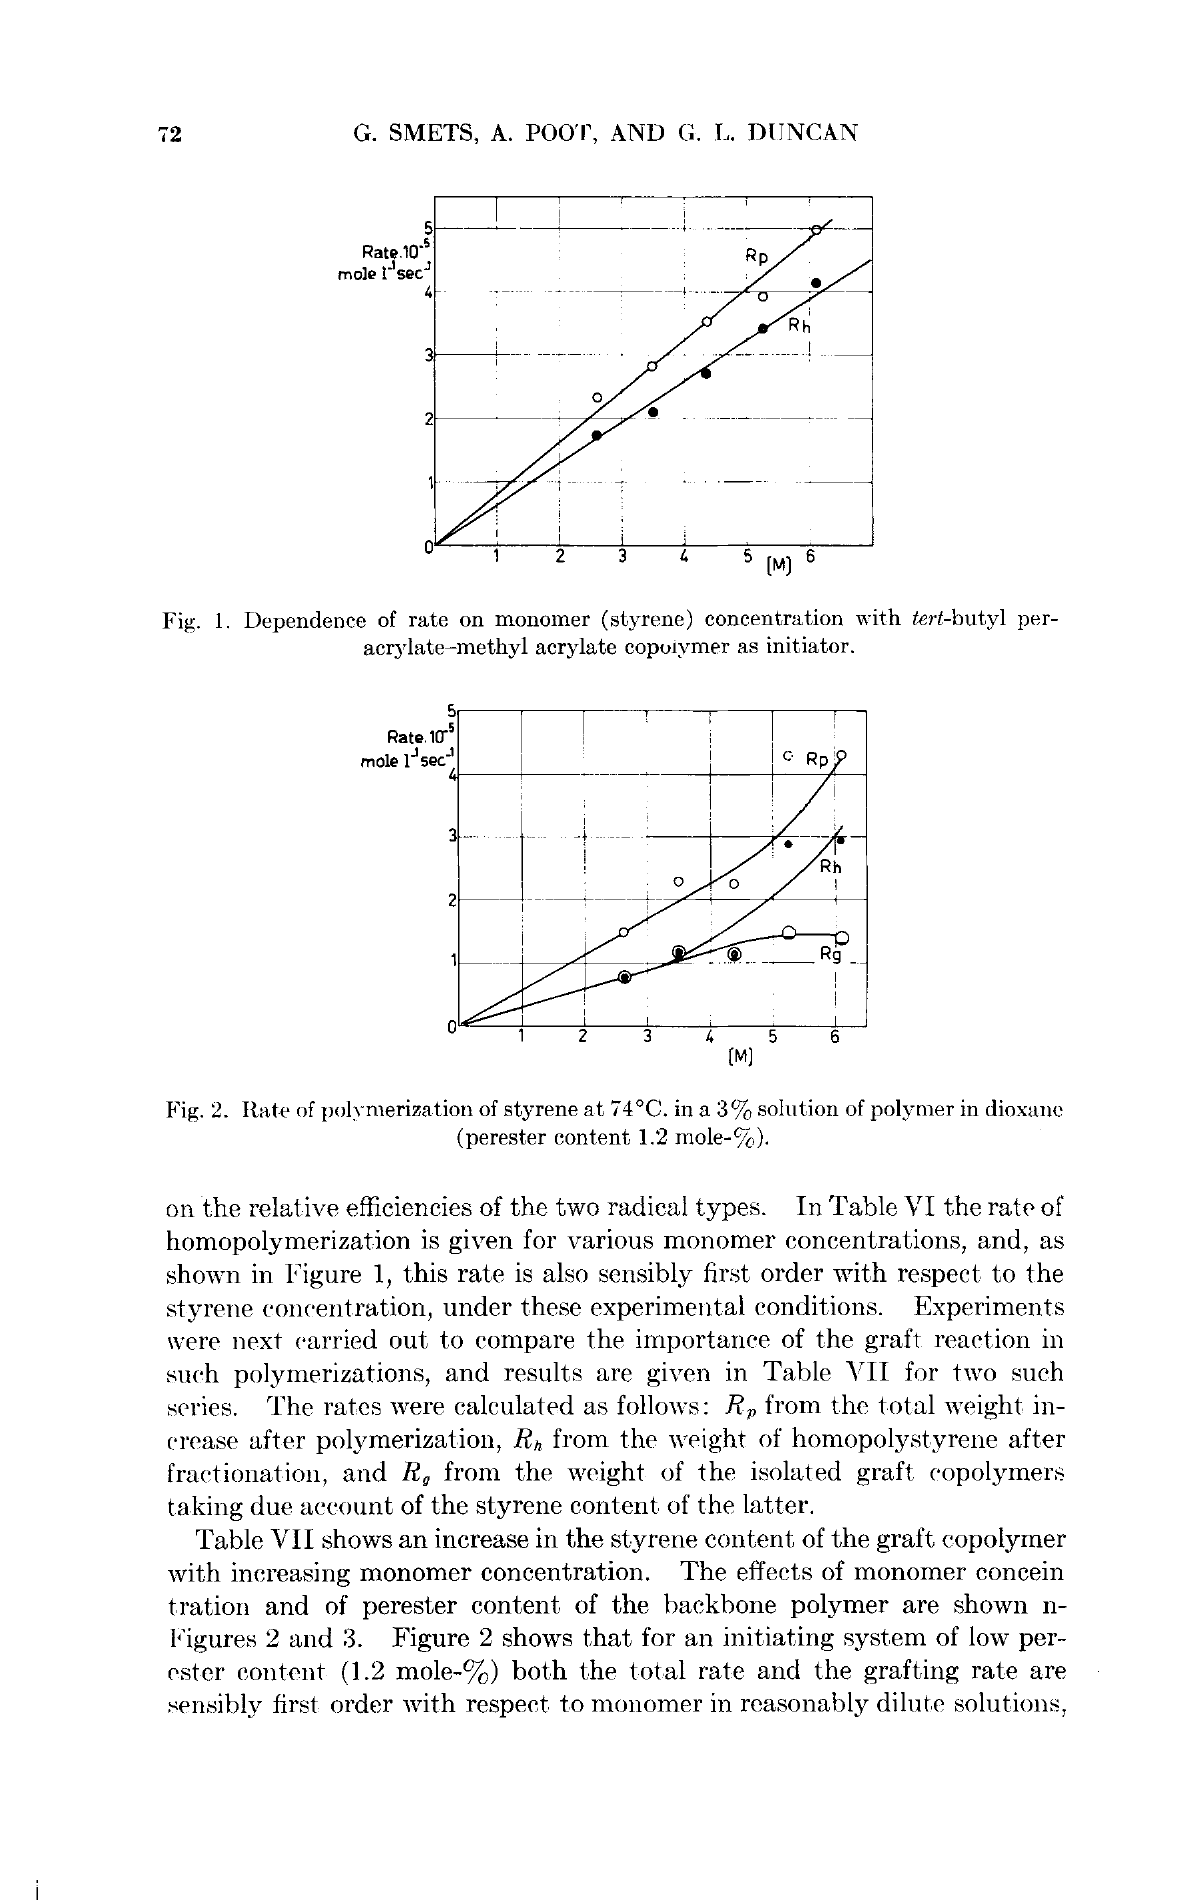 72 G. SMETS, A. POOT, AND G. L. DUNCAN
5
Rate.10⁻⁵
mole l⁻¹sec⁻¹
4
3
2
1
0
Rp
Rh
1 2 3 4 5 [M] 6
Fig. 1. Dependence of rate on monomer (styrene) concentration with tert-butyl per-
acrylate–methyl acrylate copolymer as initiator.
5
Rate.10⁻⁵
mole l⁻¹sec⁻¹
4
3
2
1
0
Rp
Rh
Rg
1 2 3 4 5 6
[M]
Fig. 2. Rate of polymerization of styrene at 74°C. in a 3% solution of polymer in dioxane
(perester content 1.2 mole-%).
on the relative efficiencies of the two radical types. In Table VI the rate of
homopolymerization is given for various monomer concentrations, and, as
shown in Figure 1, this rate is also sensibly first order with respect to the
styrene concentration, under these experimental conditions. Experiments
were next carried out to compare the importance of the graft reaction in
such polymerizations, and results are given in Table VII for two such
series. The rates were calculated as follows: Rₚ from the total weight in-
crease after polymerization, Rₕ from the weight of homopolystyrene after
fractionation, and R_g from the weight of the isolated graft copolymers
taking due account of the styrene content of the latter.
Table VII shows an increase in the styrene content of the graft copolymer
with increasing monomer concentration. The effects of monomer concein
tration and of perester content of the backbone polymer are shown n-
Figures 2 and 3. Figure 2 shows that for an initiating system of low per-
ester content (1.2 mole-%) both the total rate and the grafting rate are
sensibly first order with respect to monomer in reasonably dilute solutions,